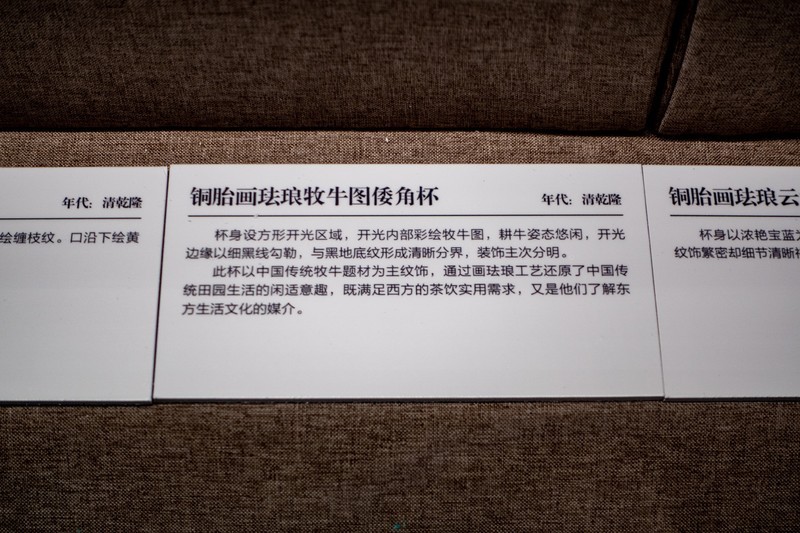 年代：清乾隆
绘缠枝纹。口沿下绘黄
铜胎画珐琅牧牛图倭角杯
年代：清乾隆
杯身设方形开光区域，开光内部彩绘牧牛图，耕牛姿态悠闲，开光
边缘以细黑线勾勒，与黑地底纹形成清晰分界，装饰主次分明。
此杯以中国传统牧牛题材为主纹饰，通过画珐琅工艺还原了中国传
统田园生活的闲适意趣，既满足西方的茶饮实用需求，又是他们了解东
方生活文化的媒介。
铜胎画珐琅云
杯身以浓艳宝蓝为
纹饰繁密却细节清晰